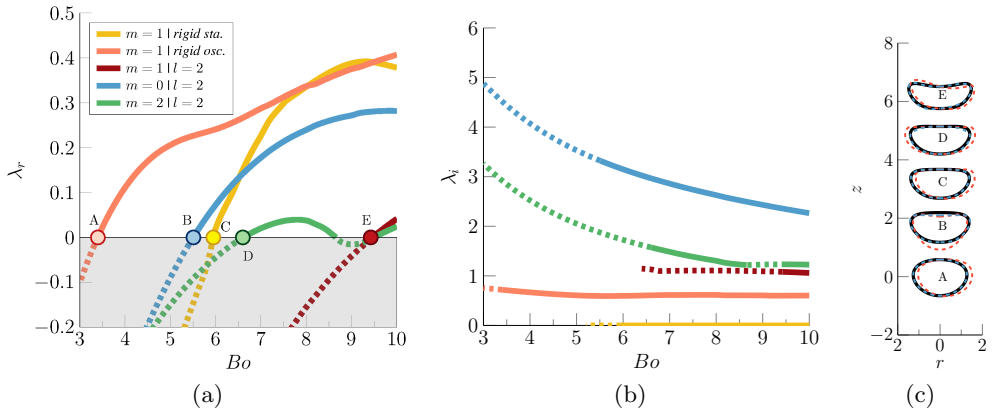 0.5
0.4
0.3
0.2
0.1
0
−0.1
−0.2
λr
m = 1 | rigid sta.
m = 1 | rigid osc.
m = 1 | l = 2
m = 0 | l = 2
m = 2 | l = 2
A
B
C
D
E
3 4 5 6 7 8 9 10
Bo
(a)
6
5
4
3
2
1
0
λi
3 4 5 6 7 8 9 10
Bo
(b)
8
6
4
2
0
−2
z
E
D
C
B
A
2 0 2
r
(c)